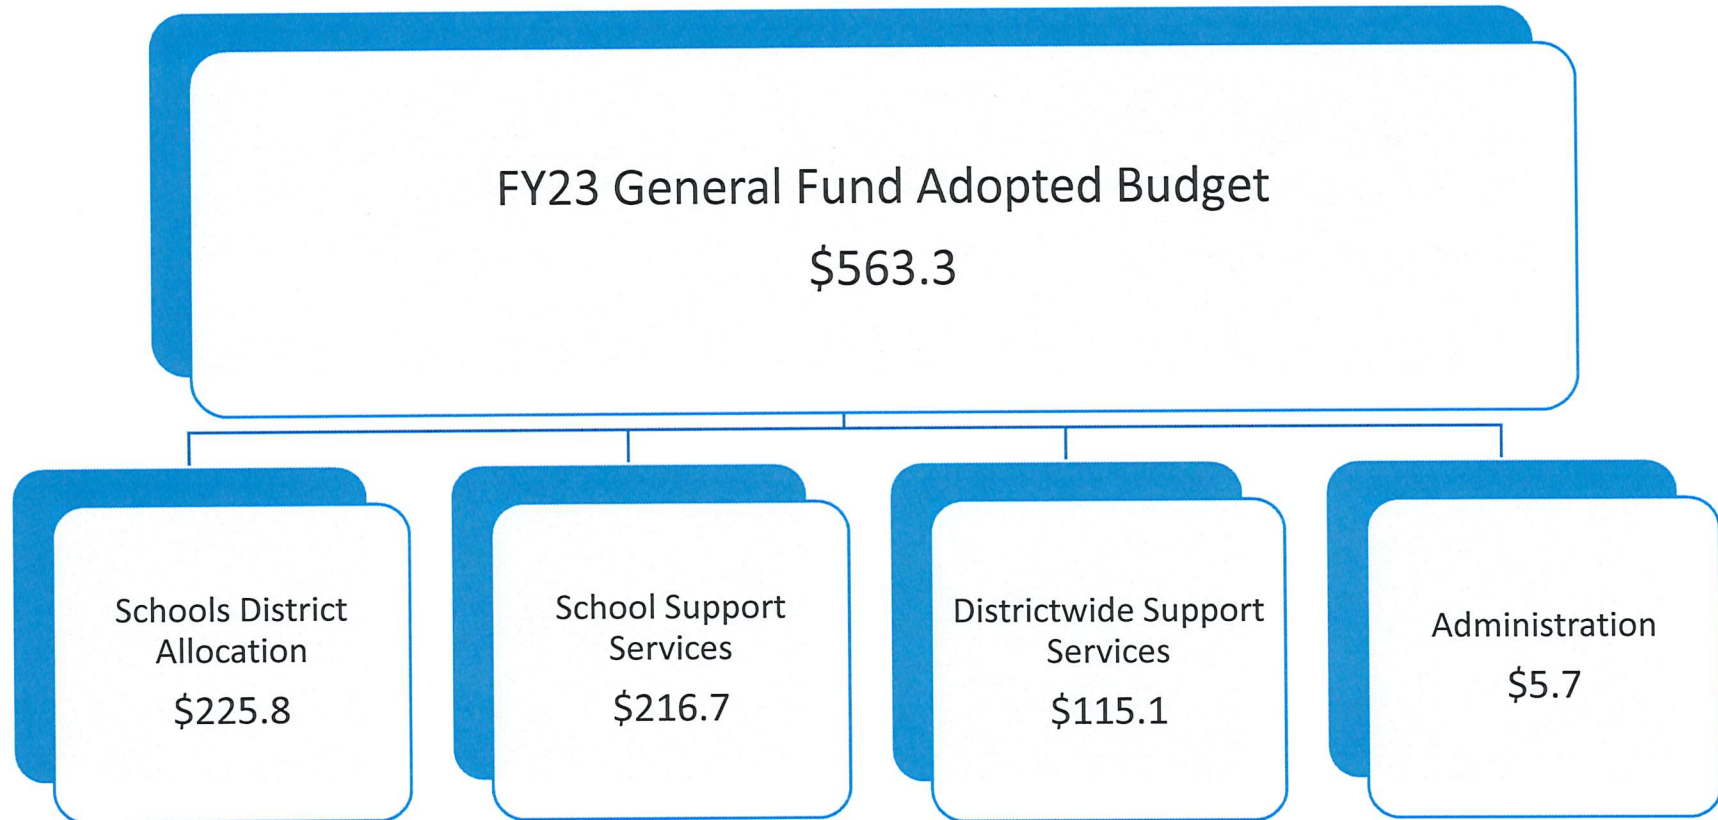 FY23 General Fund Adopted Budget
$563.3
Schools District
Allocation
$225.8
School Support
Services
$216.7
Districtwide Support
Services
$115.1
Administration
$5.7